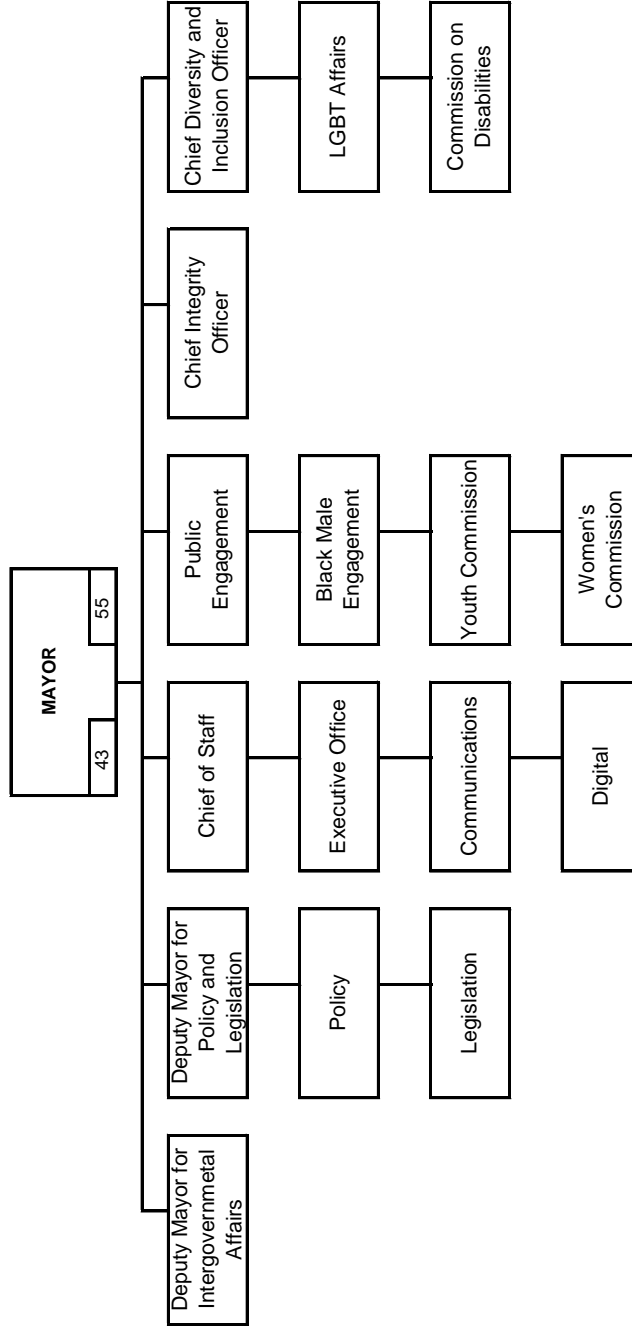 MAYOR
43
55
Deputy Mayor for
Intergovernmetal
Affairs
Deputy Mayor for
Policy and
Legislation
Policy
Legislation
Chief of Staff
Executive Office
Communications
Digital
Public
Engagement
Black Male
Engagement
Youth Commission
Women's
Commission
Chief Integrity
Officer
Chief Diversity and
Inclusion Officer
LGBT Affairs
Commission on
Disabilities